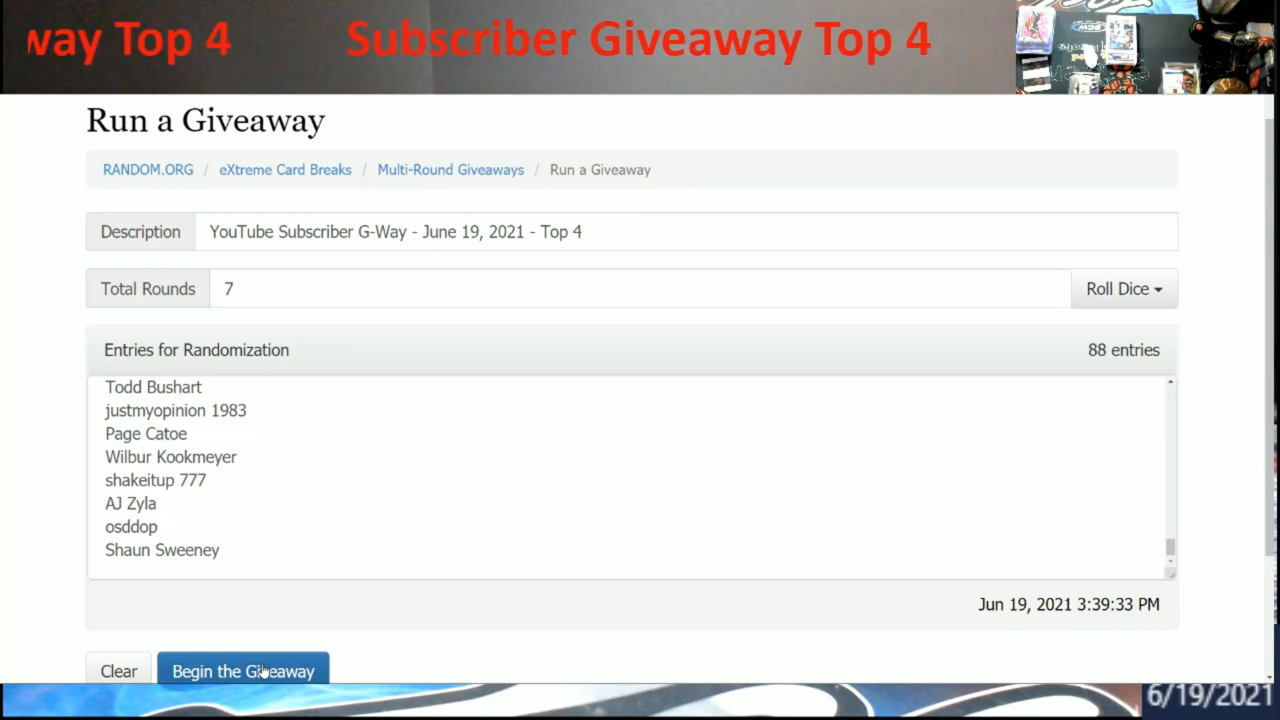 way Top 4 Subscriber Giveaway Top 4
Run a Giveaway
RANDOM.ORG / eXtreme Card Breaks / Multi-Round Giveaways / Run a Giveaway
Description YouTube Subscriber G-Way - June 19, 2021 - Top 4
Total Rounds 7 Roll Dice
Entries for Randomization 88 entries
Todd Bushart
justmyopinion 1983
Page Catoe
Wilbur Kookmeyer
shakeitup 777
AJ Zyla
osddop
Shaun Sweeney
Jun 19, 2021 3:39:33 PM
Clear Begin the Giveaway
6/19/2021